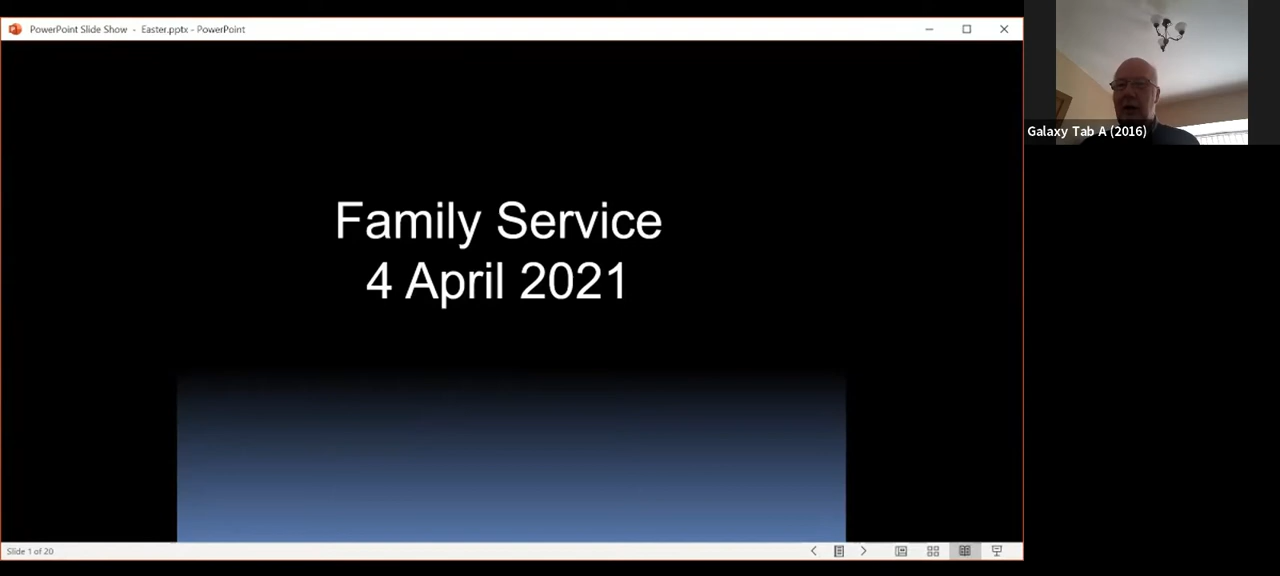 PowerPoint Slide Show - Easter.pptx - PowerPoint
Galaxy Tab A (2016)
Family Service
4 April 2021
Slide 1 of 20